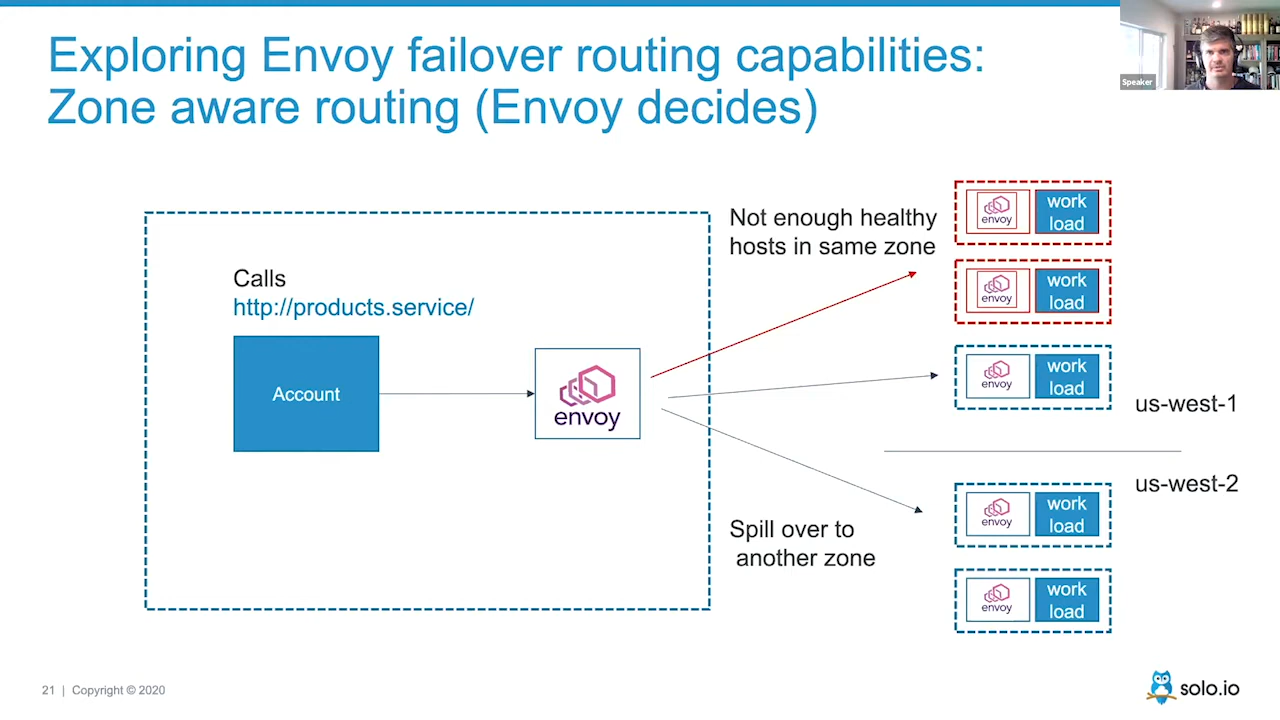 Exploring Envoy failover routing capabilities:
Zone aware routing (Envoy decides)
Speaker
Calls
http://products.service/
Account
envoy
Not enough healthy
hosts in same zone
Spill over to
another zone
envoy
work
load
envoy
work
load
envoy
work
load
us-west-1
us-west-2
envoy
work
load
envoy
work
load
21 | Copyright © 2020
solo.io